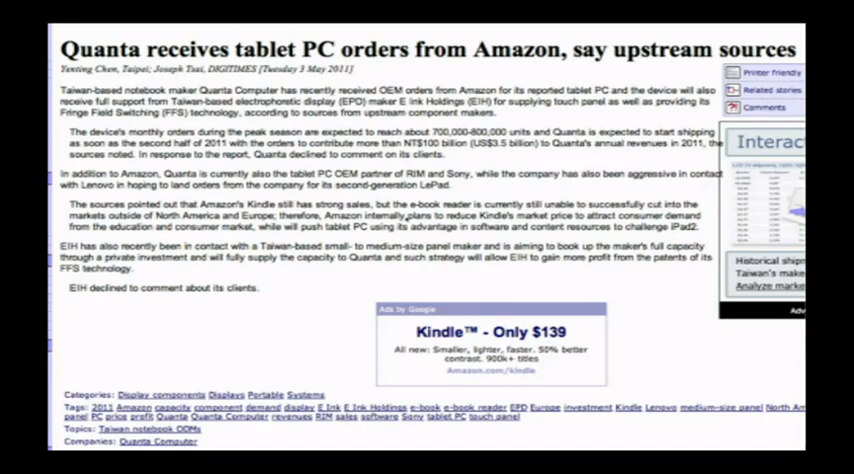 Quanta receives tablet PC orders from Amazon, say upstream sources
Yenting Chen, Taipei; Joseph Tsai, DIGITIMES [Tuesday 3 May 2011]
Taiwan-based notebook maker Quanta Computer has recently received OEM orders from Amazon for its reported tablet PC and the device will also
receive full support from Taiwan-based electrophoretic display (EPD) maker E Ink Holdings (EIH) for supplying touch panel as well as providing its
Fringe Field Switching (FFS) technology, according to sources from upstream component makers.
The device's monthly orders during the peak season are expected to reach about 700,000-800,000 units and Quanta is expected to start shipping
as soon as the second half of 2011 with the orders to contribute more than NT$100 billion (US$3.5 billion) to Quanta's annual revenues in 2011, the
sources noted. In response to the report, Quanta declined to comment on its clients.
In addition to Amazon, Quanta is currently also the tablet PC OEM partner of RIM and Sony, while the company has also been aggressive in contact
with Lenovo in hoping to land orders from the company for its second-generation LePad.
The sources pointed out that Amazon's Kindle still has strong sales, but the e-book reader is currently still unable to successfully cut into the
markets outside of North America and Europe; therefore, Amazon internally plans to reduce Kindle's market price to attract consumer demand
from the education and consumer market, while will push tablet PC using its advantage in software and content resources to challenge iPad2.
EIH has also recently been in contact with a Taiwan-based small- to medium-size panel maker and is aiming to book up the maker's full capacity
through a private investment and will fully supply the capacity to Quanta and such strategy will allow EIH to gain more profit from the patents of its
FFS technology.
EIH declined to comment about its clients.
Printer friendly
Related stories
Comments
Interac
Historical shipm
Taiwan's make
Analyze marke
Adv
Ads by Google
Kindle™ - Only $139
All new: Smaller, lighter, faster. 50% better
contrast. 900k+ titles
Amazon.com/kindle
Categories: Display components Displays Portable Systems
Tags: 2011 Amazon capacity component demand display E Ink E Ink Holdings e-book e-book reader EPD Europe investment Kindle Lenovo medium-size panel North Am
panel PC price profit Quanta Quanta Computer revenues RIM sales software Sony tablet PC touch panel
Topics: Taiwan notebook ODMs
Companies: Quanta Computer